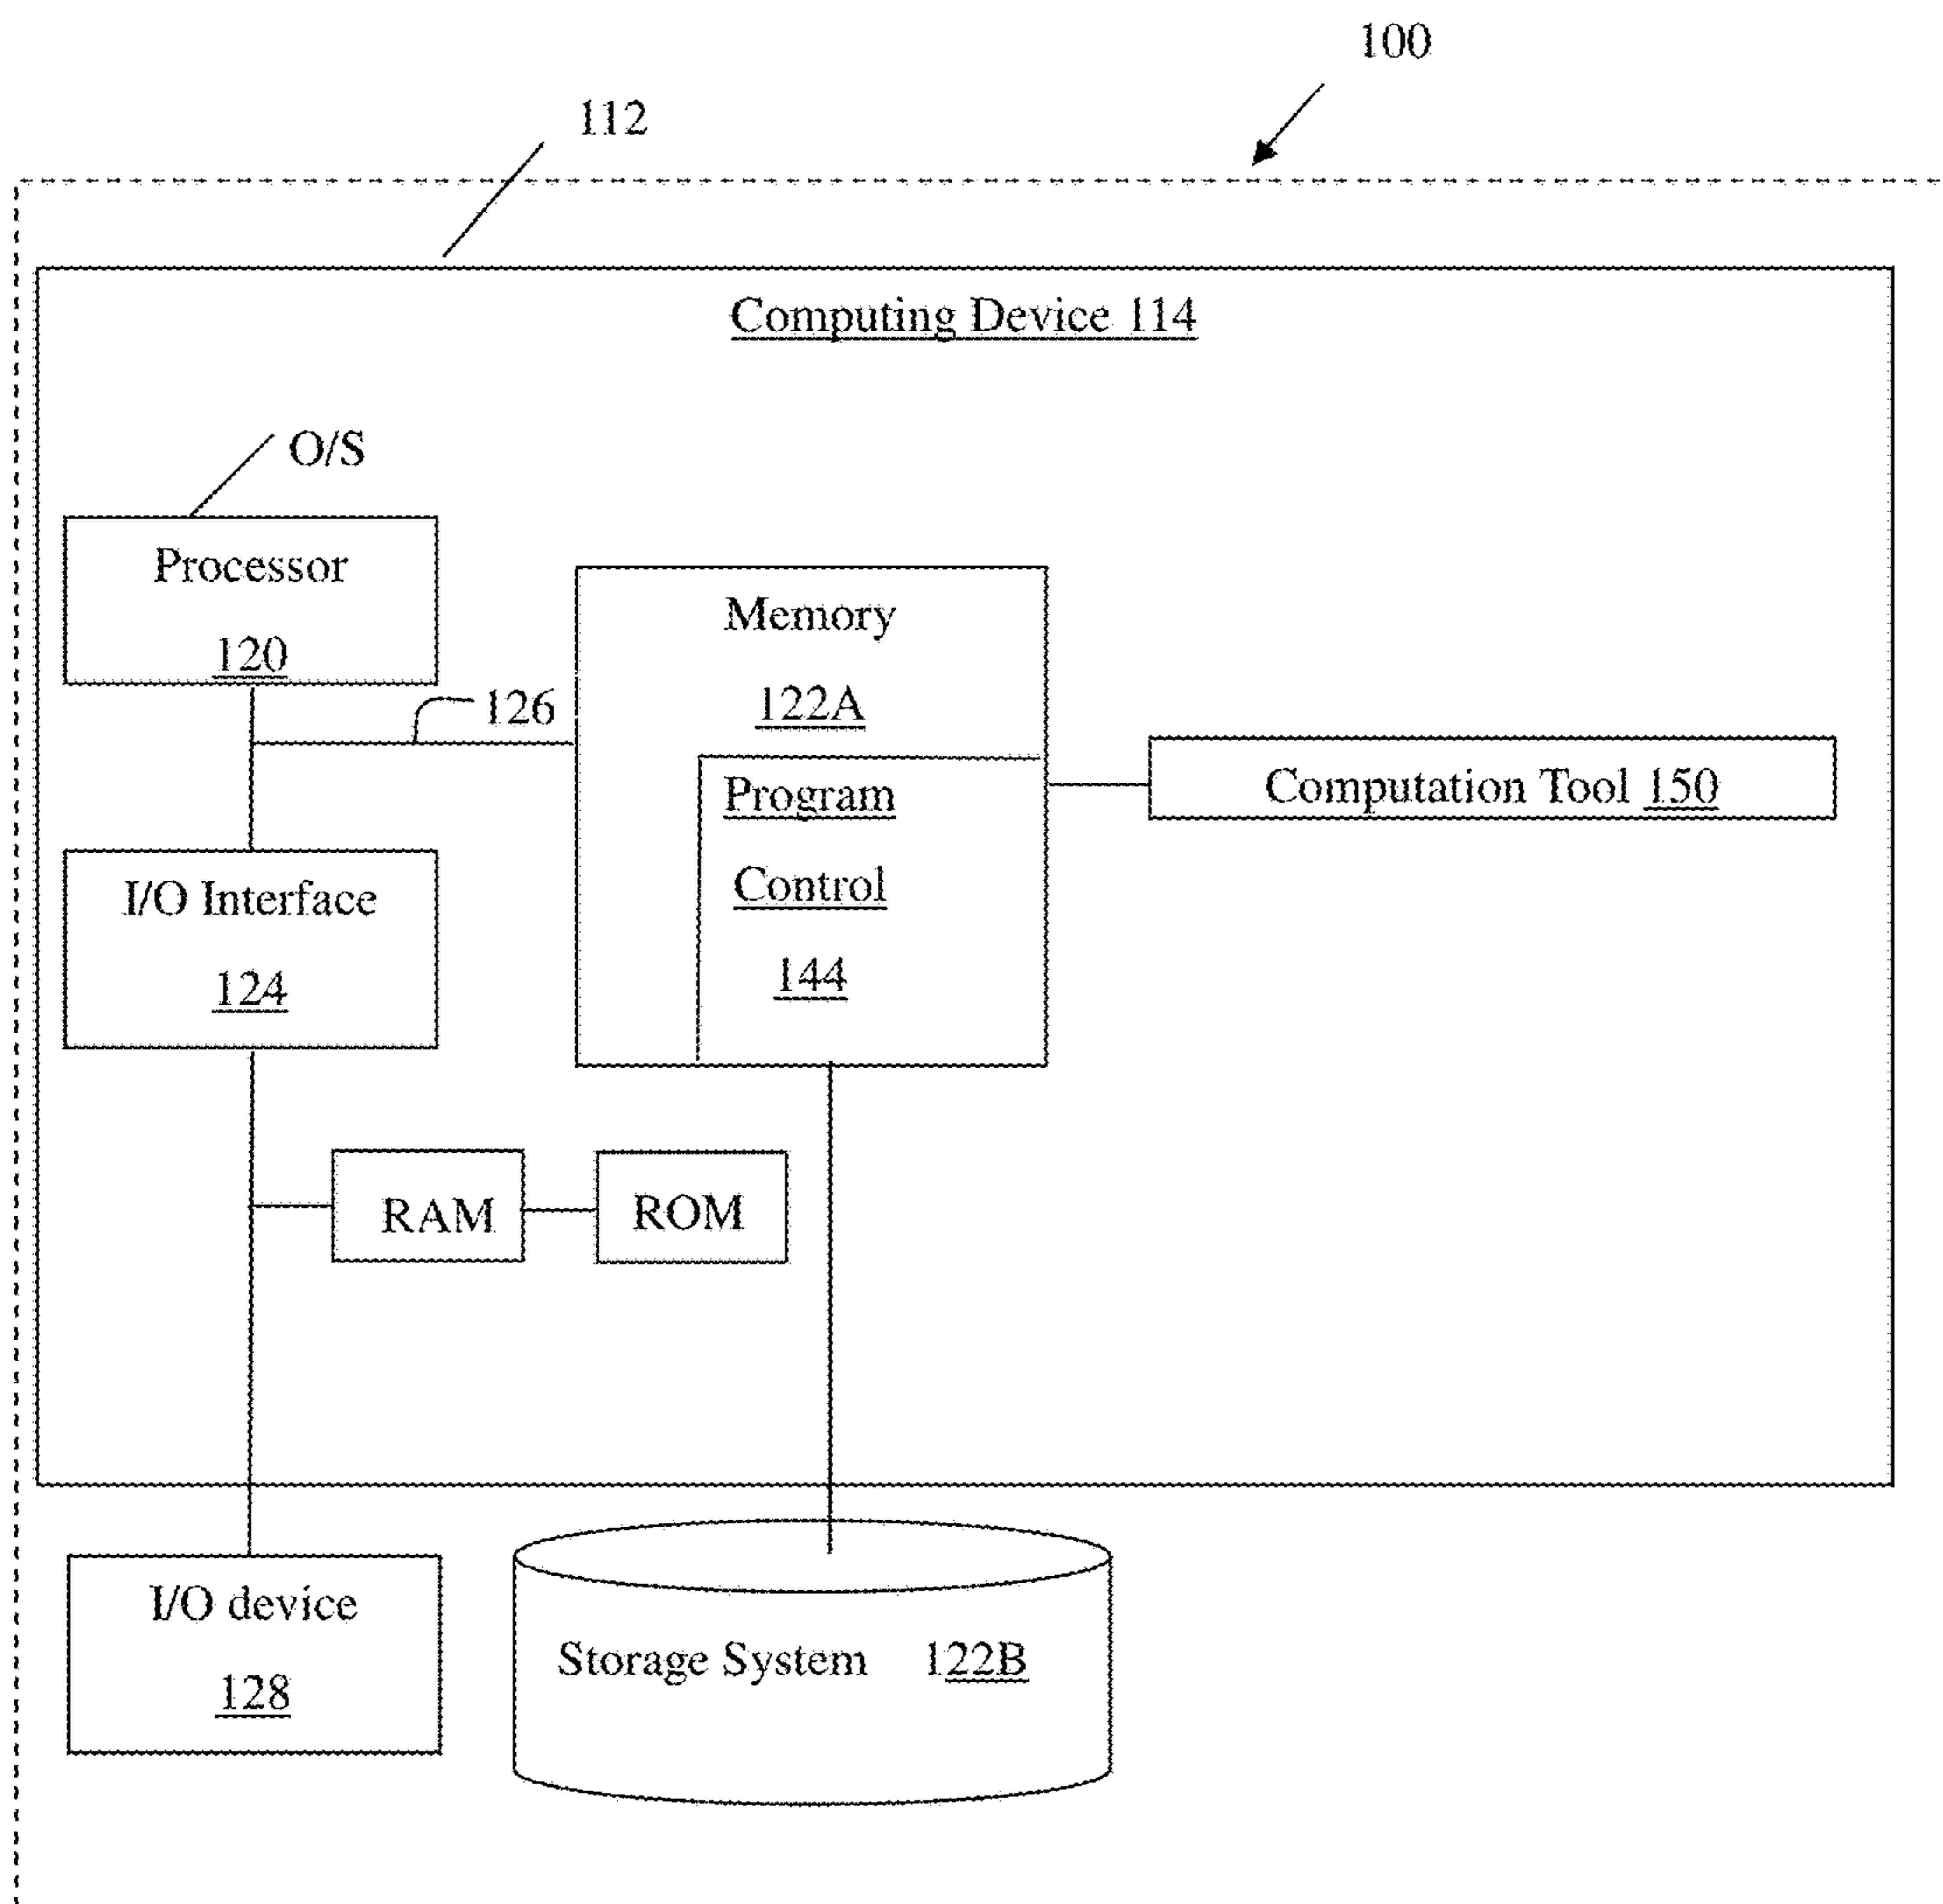 100
112
Computing Device 114
O/S
Processor
120
126
Memory
122A
Program
Control
144
Computation Tool 150
I/O Interface
124
RAM
ROM
I/O device
128
Storage System 122B